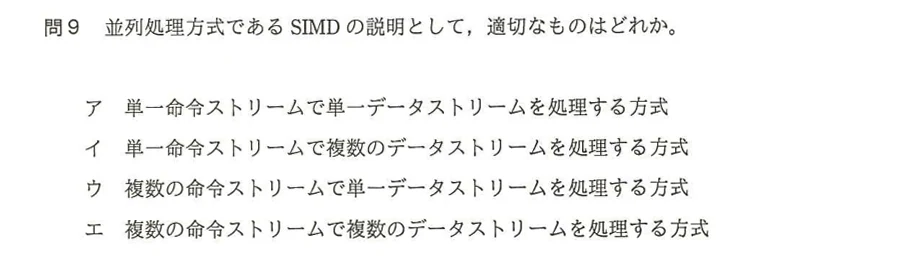 問9 並列処理方式である SIMD の説明として，適切なものはどれか。
ア 単一命令ストリームで単一データストリームを処理する方式
イ 単一命令ストリームで複数のデータストリームを処理する方式
ウ 複数の命令ストリームで単一データストリームを処理する方式
エ 複数の命令ストリームで複数のデータストリームを処理する方式